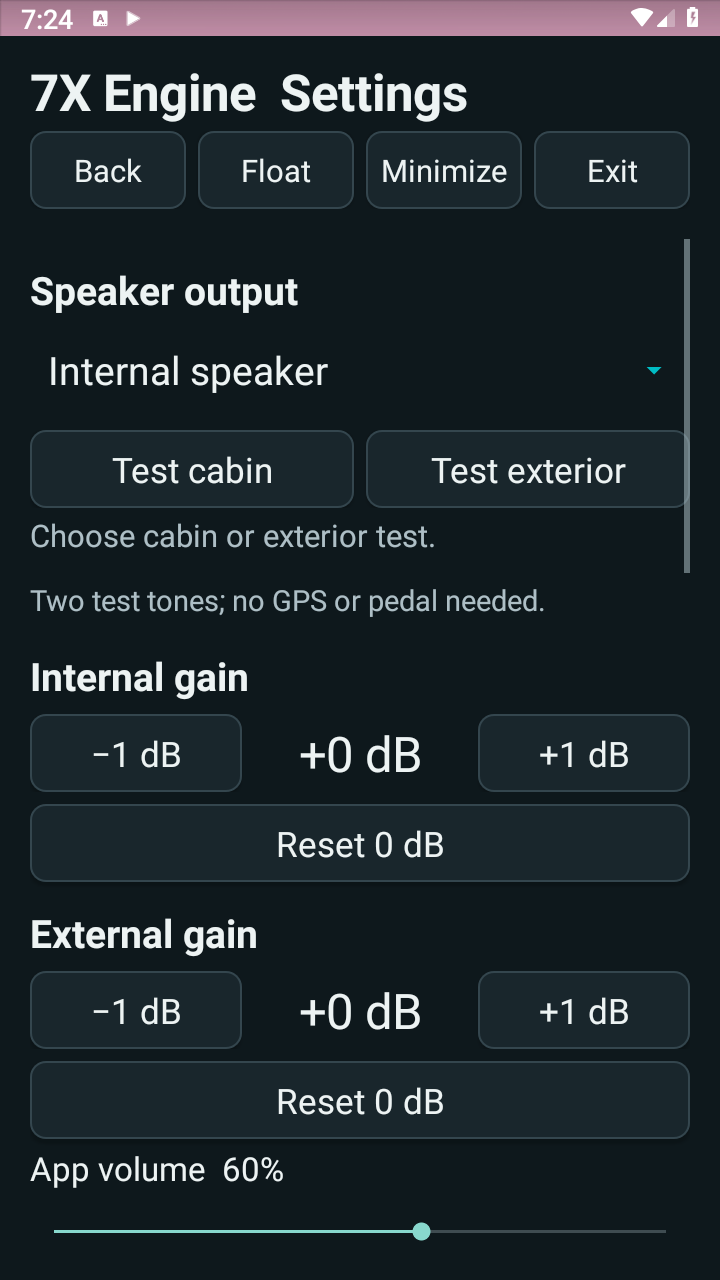 7:24
7X Engine  Settings
Back Float Minimize Exit
Speaker output
Internal speaker
Test cabin Test exterior
Choose cabin or exterior test.
Two test tones; no GPS or pedal needed.
Internal gain
−1 dB +0 dB +1 dB
Reset 0 dB
External gain
−1 dB +0 dB +1 dB
Reset 0 dB
App volume  60%